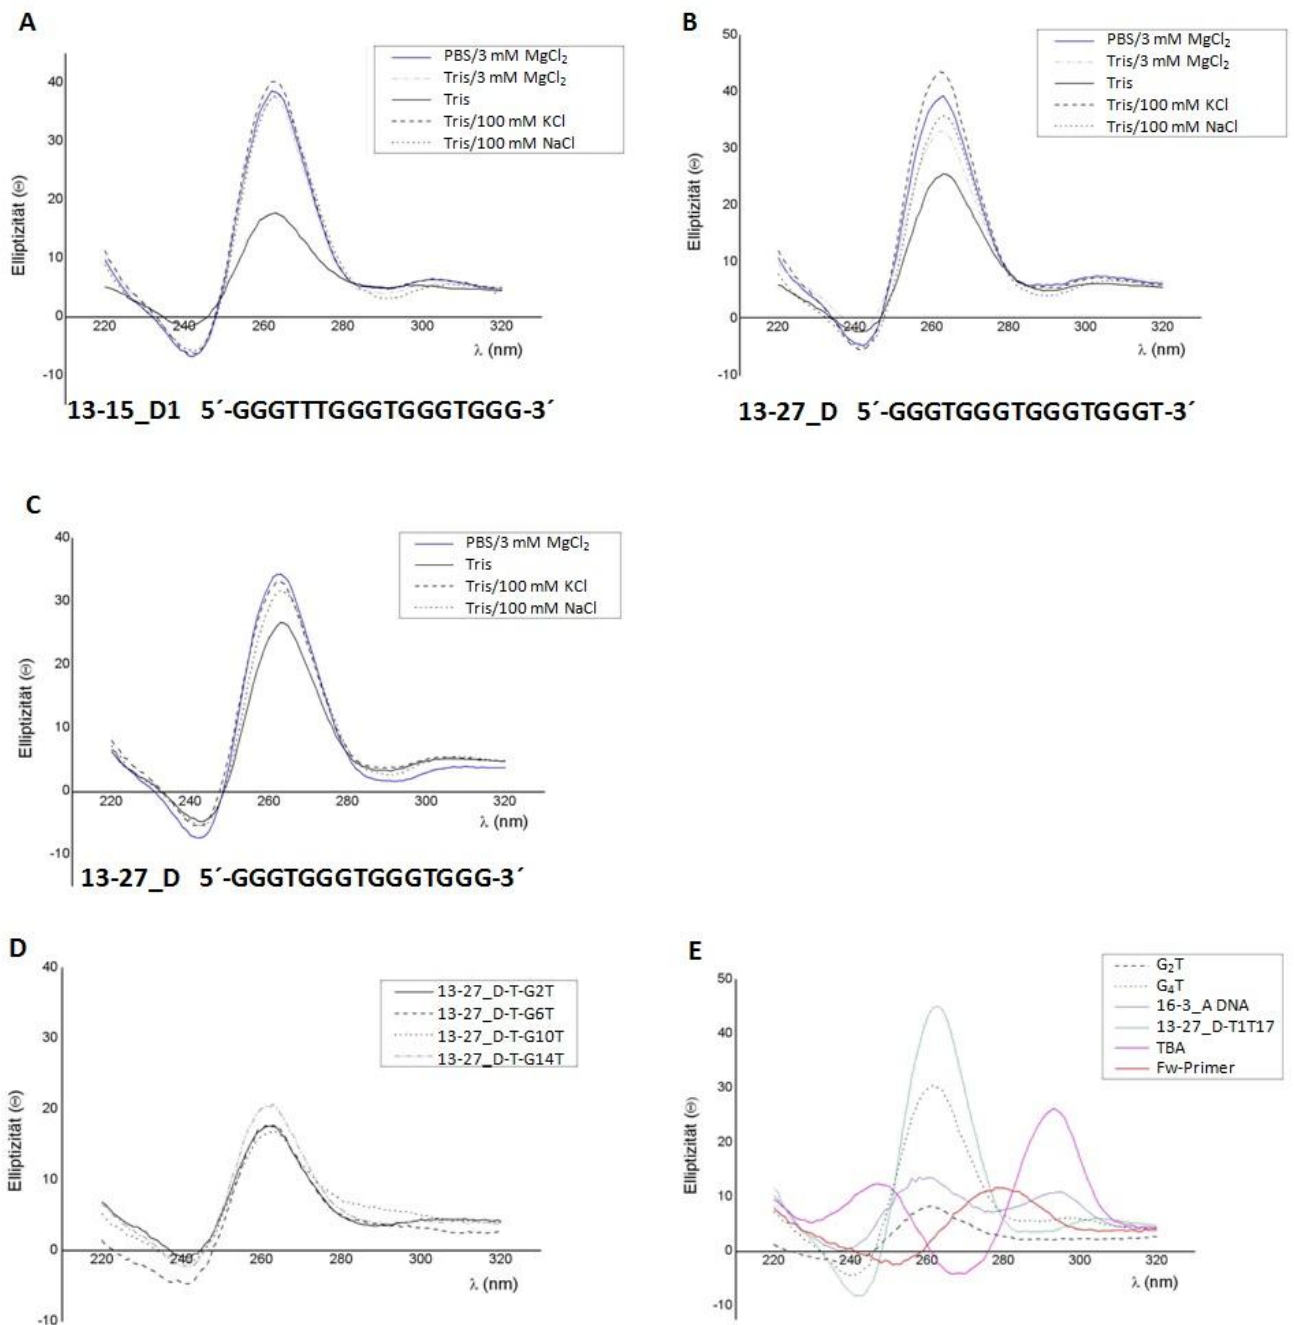 A
PBS/3 mM MgCl₂
Tris/3 mM MgCl₂
Tris
Tris/100 mM KCl
Tris/100 mM NaCl
Elliptizität (Θ)
40
30
20
10
0
-10
220 240 260 280 300 320
λ (nm)
13-15_D1 5´-GGGTTTGGGTGGGTGGG-3´
B
PBS/3 mM MgCl₂
Tris/3 mM MgCl₂
Tris
Tris/100 mM KCl
Tris/100 mM NaCl
Elliptizität (Θ)
50
40
30
20
10
0
-10
220 240 260 280 300 320
λ (nm)
13-27_D 5´-GGGTGGGTGGGTGGGT-3´
C
PBS/3 mM MgCl₂
Tris
Tris/100 mM KCl
Tris/100 mM NaCl
Elliptizität (Θ)
40
30
20
10
0
-10
220 240 260 280 300 320
λ (nm)
13-27_D 5´-GGGTGGGTGGGTGGG-3´
D
13-27_D-T-G2T
13-27_D-T-G6T
13-27_D-T-G10T
13-27_D-T-G14T
Elliptizität (Θ)
40
30
20
10
0
-10
220 240 260 280 300 320
λ (nm)
E
G₂T
G₄T
16-3_A DNA
13-27_D-T1T17
TBA
Fw-Primer
Elliptizität (Θ)
50
40
30
20
10
0
-10
220 240 260 280 300 320
λ (nm)